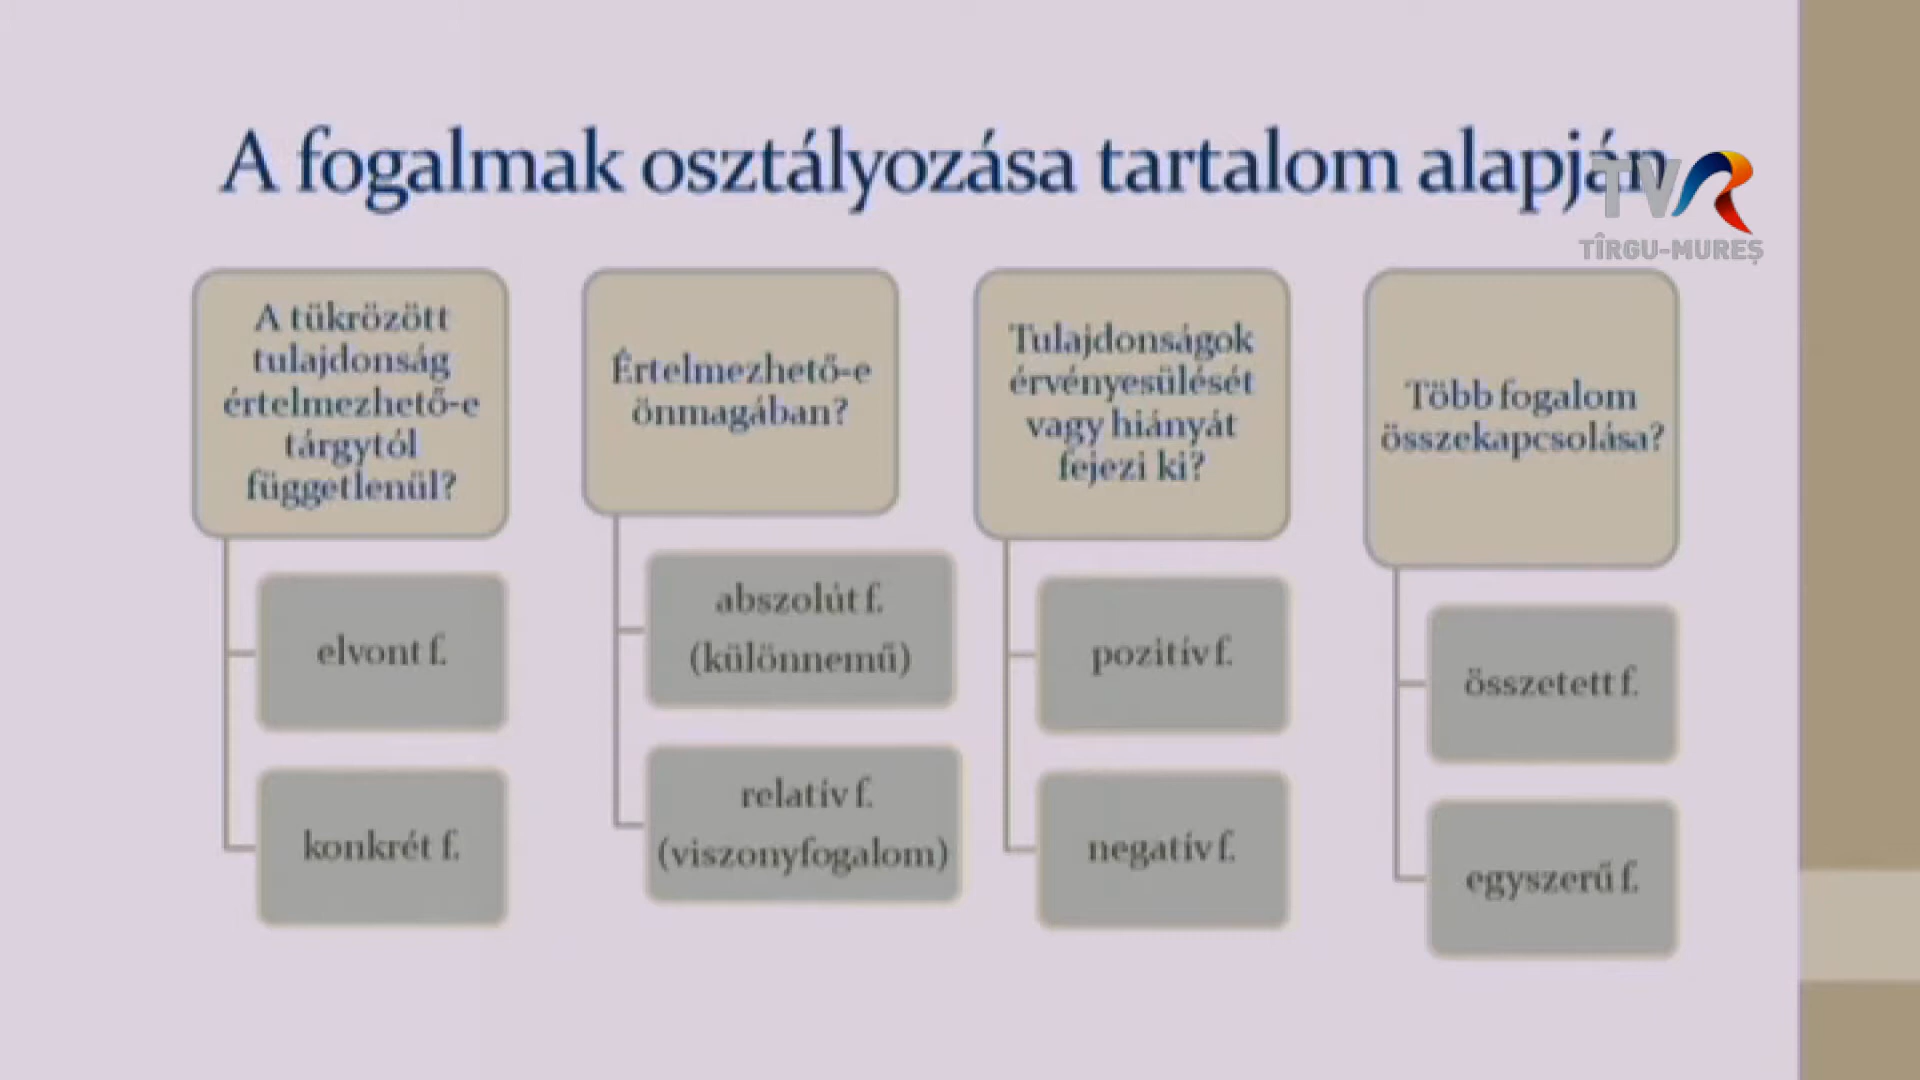 A fogalmak osztályozása tartalom alapján
TVR
TÎRGU-MUREȘ
A tükrözött
tulajdonság
értelmezhető-e
tárgytól
függetlenül?
elvont f.
konkrét f.
Értelmezhető-e
önmagában?
abszolút f.
(különnemű)
relatív f.
(viszonyfogalom)
Tulajdonságok
érvényesülését
vagy hiányát
fejezi ki?
pozitív f.
negatív f.
Több fogalom
összekapcsolása?
összetett f.
egyszerű f.